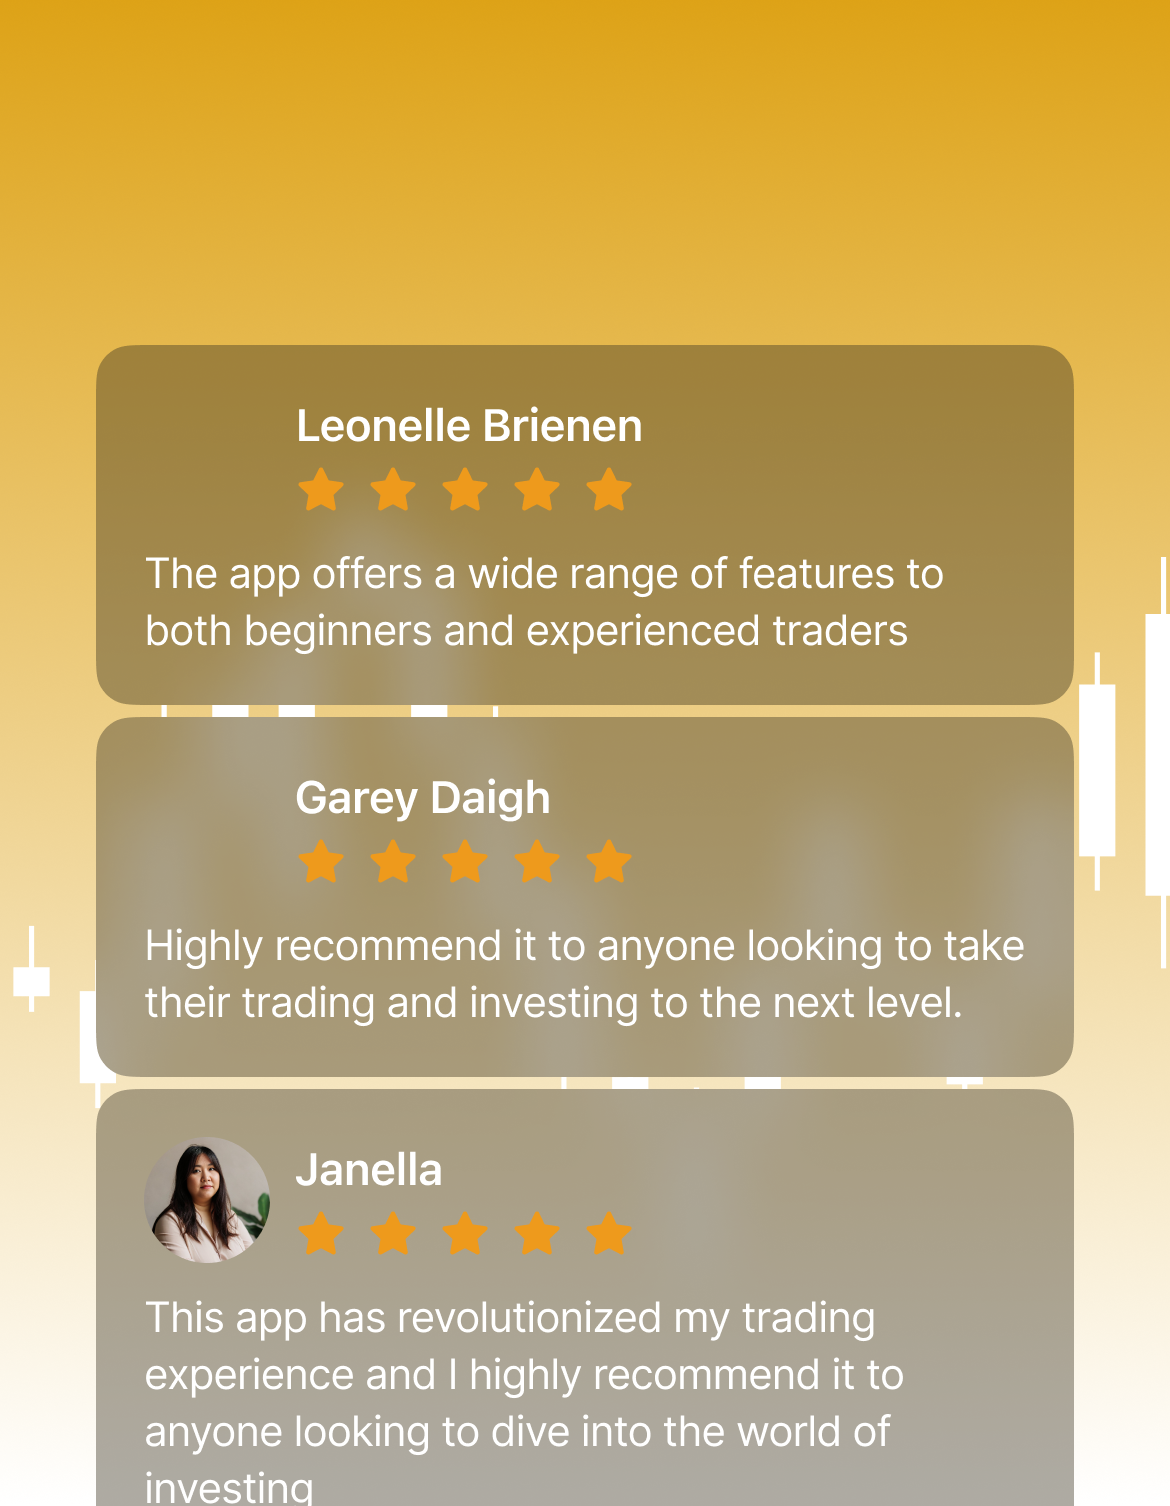 Leonelle Brienen
The app offers a wide range of features to
both beginners and experienced traders
Garey Daigh
Highly recommend it to anyone looking to take
their trading and investing to the next level.
Janella
This app has revolutionized my trading
experience and I highly recommend it to
anyone looking to dive into the world of
investing